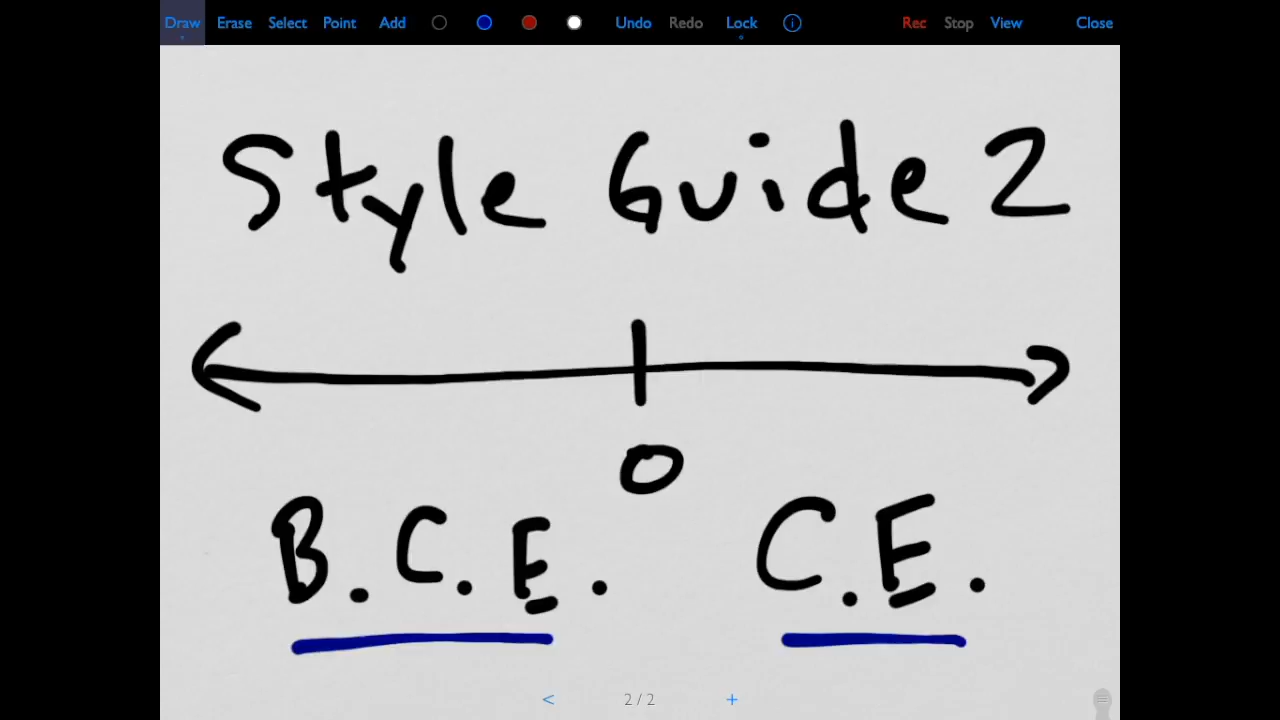 Draw Erase Select Point Add Undo Redo Lock Rec Stop View Close
Style Guide 2
0
B.C.E. C.E.
< 2 / 2 +